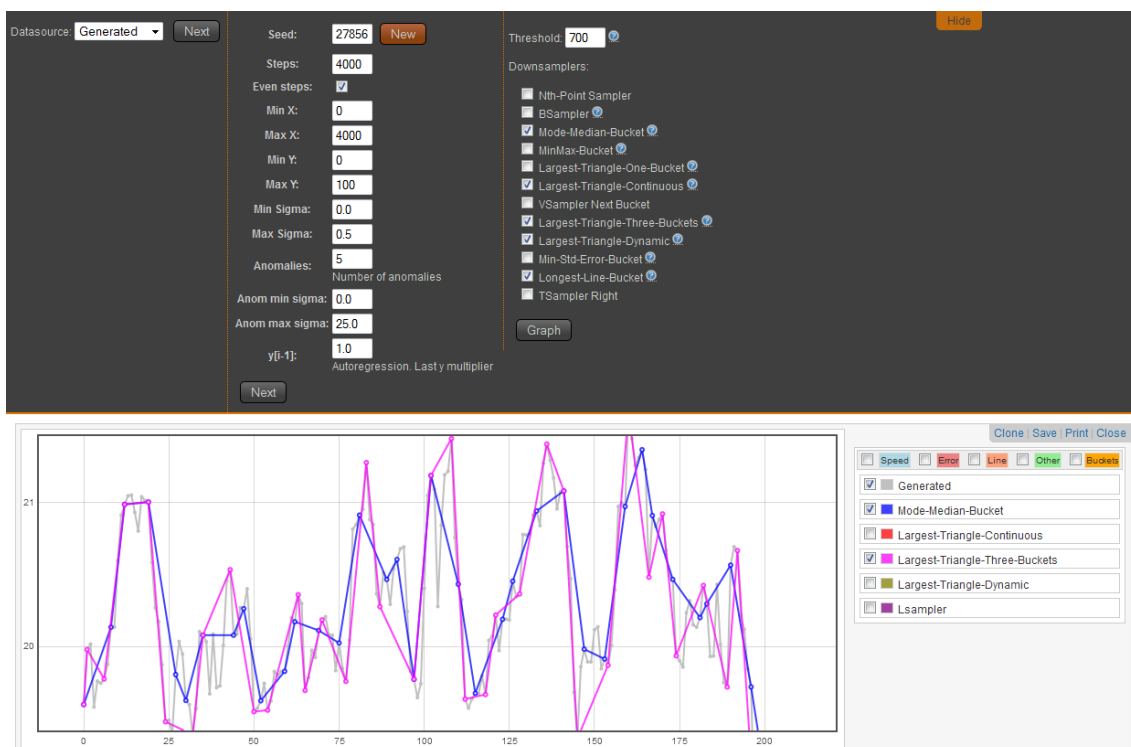 Datasource: Generated Next
Seed: 27856 New
Steps: 4000
Even steps:
Min X: 0
Max X: 4000
Min Y: 0
Max Y: 100
Min Sigma: 0.0
Max Sigma: 0.5
Anomalies: 5
Number of anomalies
Anom min sigma: 0.0
Anom max sigma: 25.0
y[i-1]: 1.0
Autoregression. Last y multiplier
Next
Threshold: 700
Downsamplers:
Nth-Point Sampler
BSampler
Mode-Median-Bucket
MinMax-Bucket
Largest-Triangle-One-Bucket
Largest-Triangle-Continuous
VSampler Next Bucket
Largest-Triangle-Three-Buckets
Largest-Triangle-Dynamic
Min-Std-Error-Bucket
Longest-Line-Bucket
TSampler Right
Graph
Hide
21
20
0 25 50 75 100 125 150 175 200
Clone | Save | Print | Close
Speed Error Line Other Buckets
Generated
Mode-Median-Bucket
Largest-Triangle-Continuous
Largest-Triangle-Three-Buckets
Largest-Triangle-Dynamic
Lsampler